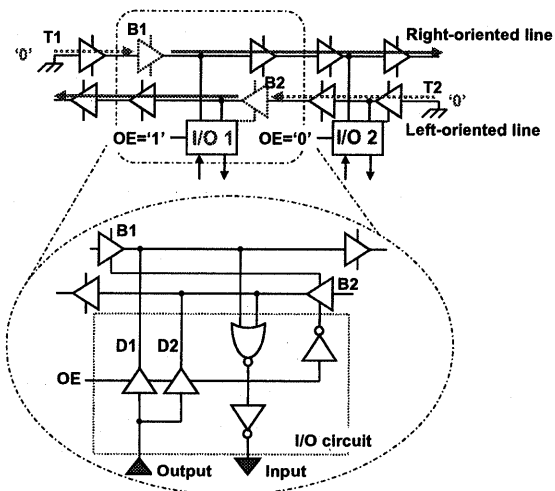 T1
B1
Right-oriented line
'0'
B2
T2
'0'
Left-oriented line
OE='1'
I/O 1
OE='0'
I/O 2
B1
B2
D1
D2
OE
I/O circuit
Output
Input